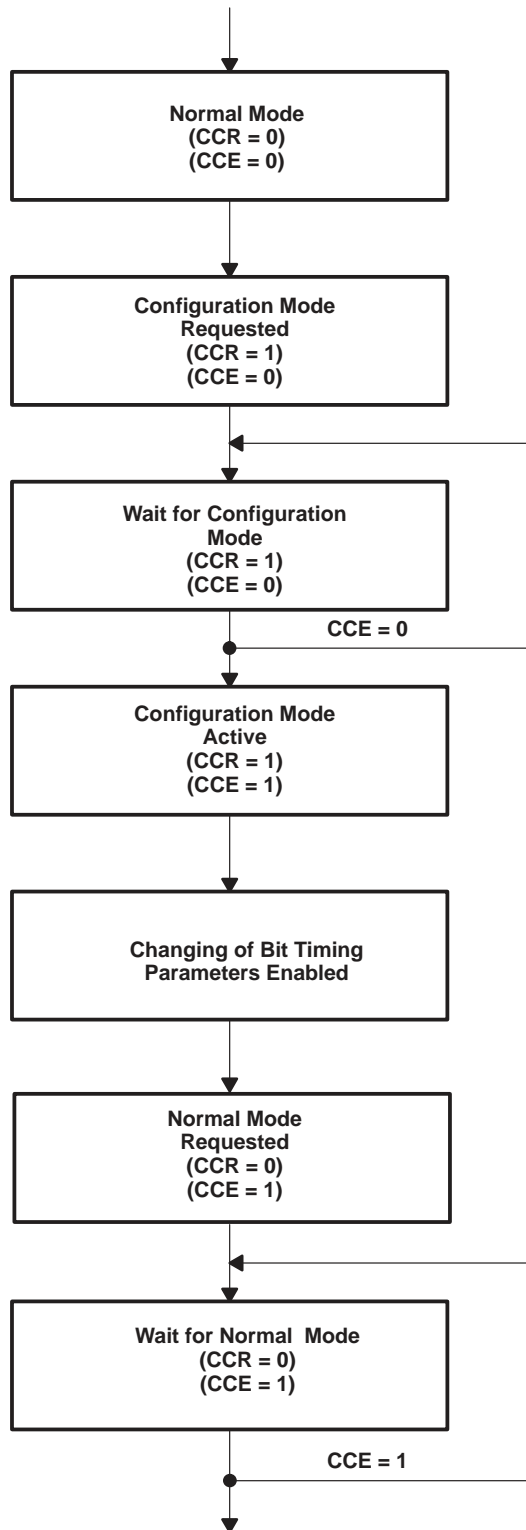 Normal Mode
(CCR = 0)
(CCE = 0)
Configuration Mode
Requested
(CCR = 1)
(CCE = 0)
Wait for Configuration
Mode
(CCR = 1)
(CCE = 0)
CCE = 0
Configuration Mode
Active
(CCR = 1)
(CCE = 1)
Changing of Bit Timing
Parameters Enabled
Normal Mode
Requested
(CCR = 0)
(CCE = 1)
Wait for Normal Mode
(CCR = 0)
(CCE = 1)
CCE = 1